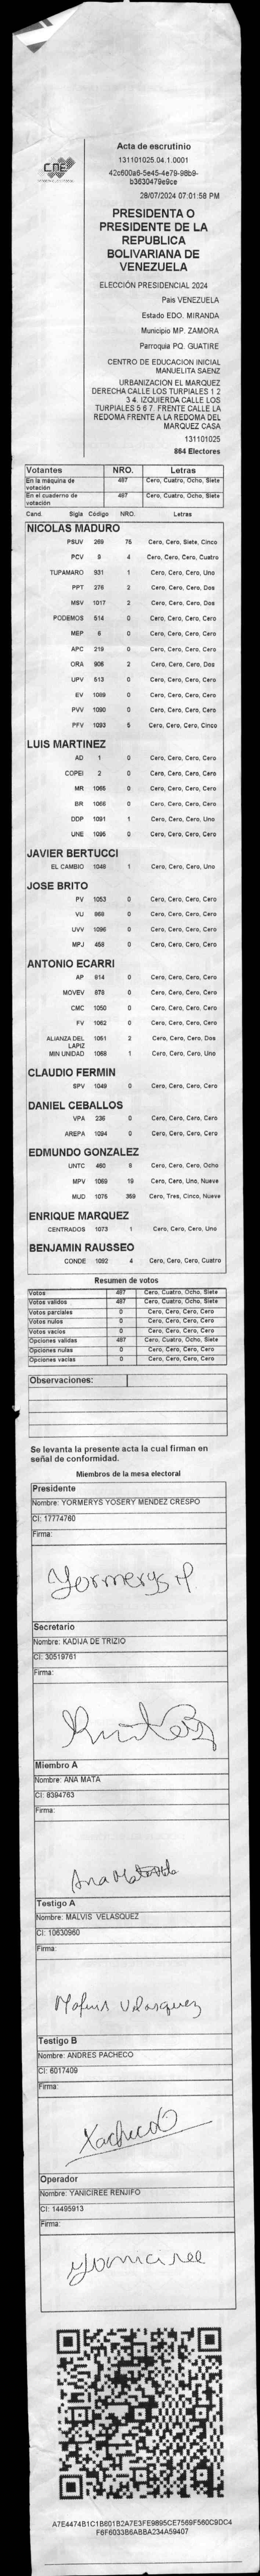 CNE
Acta de escrutinio
131101025.04.1.0001
42c600a6-5e45-4e79-98b9-
b3630479e9ce
28/07/2024 07:01:58 PM
PRESIDENTA O
PRESIDENTE DE LA
REPUBLICA
BOLIVARIANA DE
VENEZUELA
ELECCIÓN PRESIDENCIAL 2024
Pais VENEZUELA
Estado EDO. MIRANDA
Municipio MP. ZAMORA
Parroquia PQ. GUATIRE
CENTRO DE EDUCACION INICIAL
MANUELITA SAENZ
URBANIZACION EL MARQUEZ
DERECHA CALLE LOS TURPIALES 1 2
3 4. IZQUIERDA CALLE LOS
TURPIALES 5 6 7. FRENTE CALLE LA
REDOMA FRENTE A LA REDOMA DEL
MARQUEZ CASA
131101025
864 Electores
Votantes NRO. Letras
En la máquina de votación 487 Cero, Cuatro, Ocho, Siete
En el cuaderno de votación 487 Cero, Cuatro, Ocho, Siete
Cand. Sigla Código NRO. Letras
NICOLAS MADURO
PSUV 269 75 Cero, Cero, Siete, Cinco
PCV 5 4 Cero, Cero, Cero, Cuatro
TUPAMARO 931 1 Cero, Cero, Cero, Uno
PPT 276 2 Cero, Cero, Cero, Dos
MSV 1017 2 Cero, Cero, Cero, Dos
PODEMOS 514 0 Cero, Cero, Cero, Cero
MEP 6 0 Cero, Cero, Cero, Cero
APC 219 0 Cero, Cero, Cero, Cero
ORA 906 2 Cero, Cero, Cero, Dos
UPV 513 0 Cero, Cero, Cero, Cero
EV 1089 0 Cero, Cero, Cero, Cero
PVV 1090 0 Cero, Cero, Cero, Cero
PFV 1093 5 Cero, Cero, Cero, Cinco
LUIS MARTINEZ
AD 1 0 Cero, Cero, Cero, Cero
COPEI 2 0 Cero, Cero, Cero, Cero
MR 1065 0 Cero, Cero, Cero, Cero
BR 1066 0 Cero, Cero, Cero, Cero
DDP 1091 1 Cero, Cero, Cero, Uno
UNE 1095 0 Cero, Cero, Cero, Cero
JAVIER BERTUCCI
EL CAMBIO 1048 1 Cero, Cero, Cero, Uno
JOSE BRITO
PV 1053 0 Cero, Cero, Cero, Cero
VU 868 0 Cero, Cero, Cero, Cero
UVV 1096 0 Cero, Cero, Cero, Cero
MPJ 458 0 Cero, Cero, Cero, Cero
ANTONIO ECARRI
AP 914 0 Cero, Cero, Cero, Cero
MOVEV 878 0 Cero, Cero, Cero, Cero
CMC 1050 0 Cero, Cero, Cero, Cero
FV 1062 0 Cero, Cero, Cero, Cero
ALIANZA DEL LAPIZ 1051 2 Cero, Cero, Cero, Dos
MIN UNIDAD 1068 1 Cero, Cero, Cero, Uno
CLAUDIO FERMIN
SPV 1049 0 Cero, Cero, Cero, Cero
DANIEL CEBALLOS
VPA 236 0 Cero, Cero, Cero, Cero
AREPA 1094 0 Cero, Cero, Cero, Cero
EDMUNDO GONZALEZ
UNTC 460 8 Cero, Cero, Cero, Ocho
MPV 1069 19 Cero, Cero, Uno, Nueve
MUD 1075 359 Cero, Tres, Cinco, Nueve
ENRIQUE MARQUEZ
CENTRADOS 1073 1 Cero, Cero, Cero, Uno
BENJAMIN RAUSSEO
CONDE 1092 4 Cero, Cero, Cero, Cuatro
Resumen de votos
Votos 487 Cero, Cuatro, Ocho, Siete
Votos validos 487 Cero, Cuatro, Ocho, Siete
Votos parciales 0 Cero, Cero, Cero, Cero
Votos nulos 0 Cero, Cero, Cero, Cero
Votos vacios 0 Cero, Cero, Cero, Cero
Opciones validas 487 Cero, Cuatro, Ocho, Siete
Opciones nulas 0 Cero, Cero, Cero, Cero
Opciones vacias 0 Cero, Cero, Cero, Cero
Observaciones:
Se levanta la presente acta la cual firman en
señal de conformidad.
Miembros de la mesa electoral
Presidente
Nombre: YORMERYS YOSERY MENDEZ CRESPO
CI: 17774760
Firma:
Yormerys M.
Secretario
Nombre: KADIJA DE TRIZIO
CI: 30519761
Firma:
Miembro A
Nombre: ANA MATA
CI: 8394763
Firma:
Ana Mata
Testigo A
Nombre: MALVIS VELASQUEZ
CI: 10630960
Firma:
Testigo B
Nombre: ANDRES PACHECO
CI: 6017409
Firma:
Operador
Nombre: YANICIREE RENJIFO
CI: 14495913
Firma:
A7E4474B1C1B601B2A7E3FE9895CE7569F560C9DC4
F6F6033B6ABBA234A59407